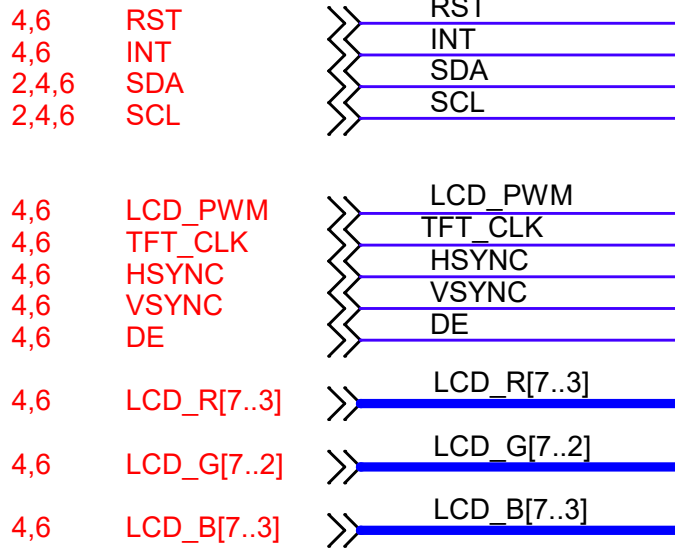 4,6 RST RST
4,6 INT INT
2,4,6 SDA SDA
2,4,6 SCL SCL
4,6 LCD_PWM LCD_PWM
4,6 TFT_CLK TFT_CLK
4,6 HSYNC HSYNC
4,6 VSYNC VSYNC
4,6 DE DE
4,6 LCD_R[7..3] LCD_R[7..3]
4,6 LCD_G[7..2] LCD_G[7..2]
4,6 LCD_B[7..3] LCD_B[7..3]